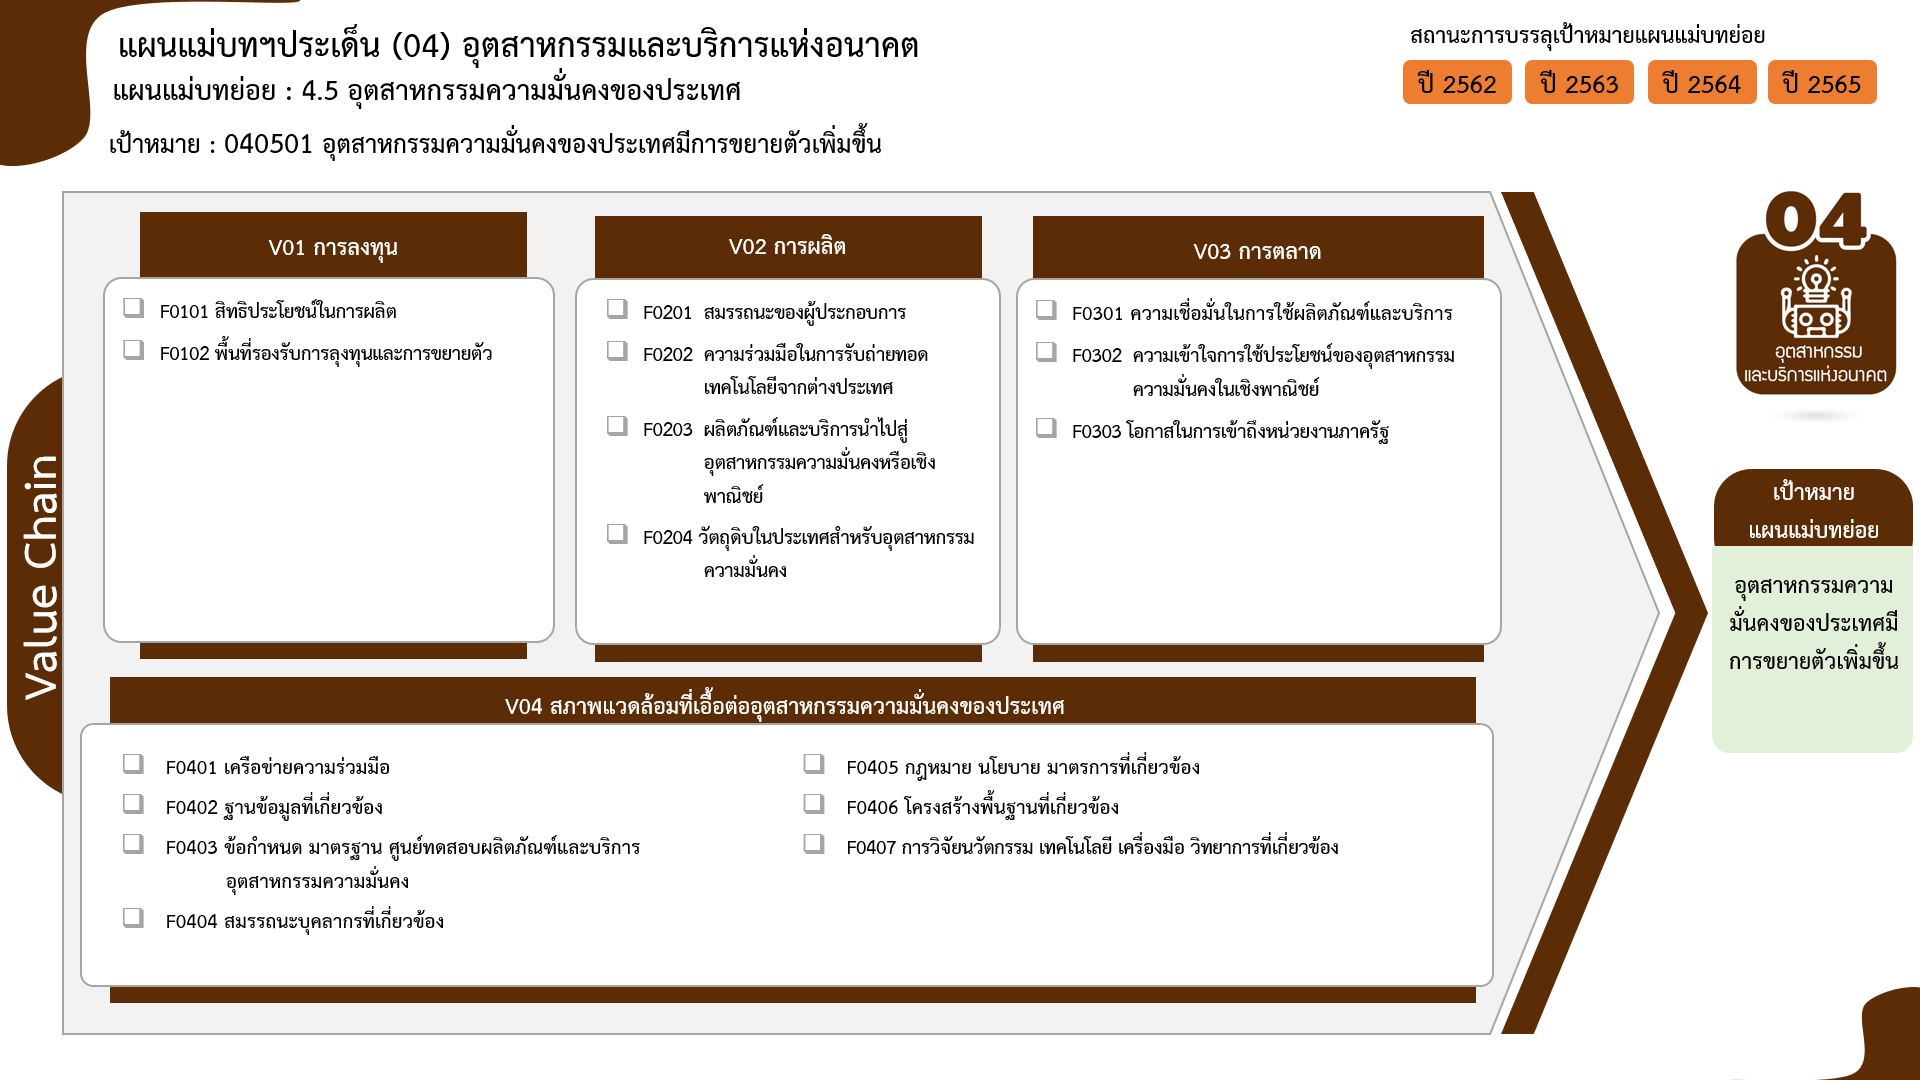 แผนแม่บทฯประเด็น (04) อุตสาหกรรมและบริการแห่งอนาคต
แผนแม่บทย่อย : 4.5 อุตสาหกรรมความมั่นคงของประเทศ
เป้าหมาย : 040501 อุตสาหกรรมความมั่นคงของประเทศมีการขยายตัวเพิ่มขึ้น
สถานะการบรรลุเป้าหมายแผนแม่บทย่อย
ปี 2562 ปี 2563 ปี 2564 ปี 2565
Value Chain
V01 การลงทุน
F0101 สิทธิประโยชน์ในการผลิต
F0102 พื้นที่รองรับการลุงทุนและการขยายตัว
V02 การผลิต
F0201 สมรรถนะของผู้ประกอบการ
F0202 ความร่วมมือในการรับถ่ายทอด
เทคโนโลยีจากต่างประเทศ
F0203 ผลิตภัณฑ์และบริการนำไปสู่
อุตสาหกรรมความมั่นคงหรือเชิง
พาณิชย์
F0204 วัตถุดิบในประเทศสำหรับอุตสาหกรรม
ความมั่นคง
V03 การตลาด
F0301 ความเชื่อมั่นในการใช้ผลิตภัณฑ์และบริการ
F0302 ความเข้าใจการใช้ประโยชน์ของอุตสาหกรรม
ความมั่นคงในเชิงพาณิชย์
F0303 โอกาสในการเข้าถึงหน่วยงานภาครัฐ
V04 สภาพแวดล้อมที่เอื้อต่ออุตสาหกรรมความมั่นคงของประเทศ
F0401 เครือข่ายความร่วมมือ
F0402 ฐานข้อมูลที่เกี่ยวข้อง
F0403 ข้อกำหนด มาตรฐาน ศูนย์ทดสอบผลิตภัณฑ์และบริการ
อุตสาหกรรมความมั่นคง
F0404 สมรรถนะบุคลากรที่เกี่ยวข้อง
F0405 กฎหมาย นโยบาย มาตรการที่เกี่ยวข้อง
F0406 โครงสร้างพื้นฐานที่เกี่ยวข้อง
F0407 การวิจัยนวัตกรรม เทคโนโลยี เครื่องมือ วิทยาการที่เกี่ยวข้อง
04
อุตสาหกรรม
และบริการแห่งอนาคต
เป้าหมาย
แผนแม่บทย่อย
อุตสาหกรรมความ
มั่นคงของประเทศมี
การขยายตัวเพิ่มขึ้น